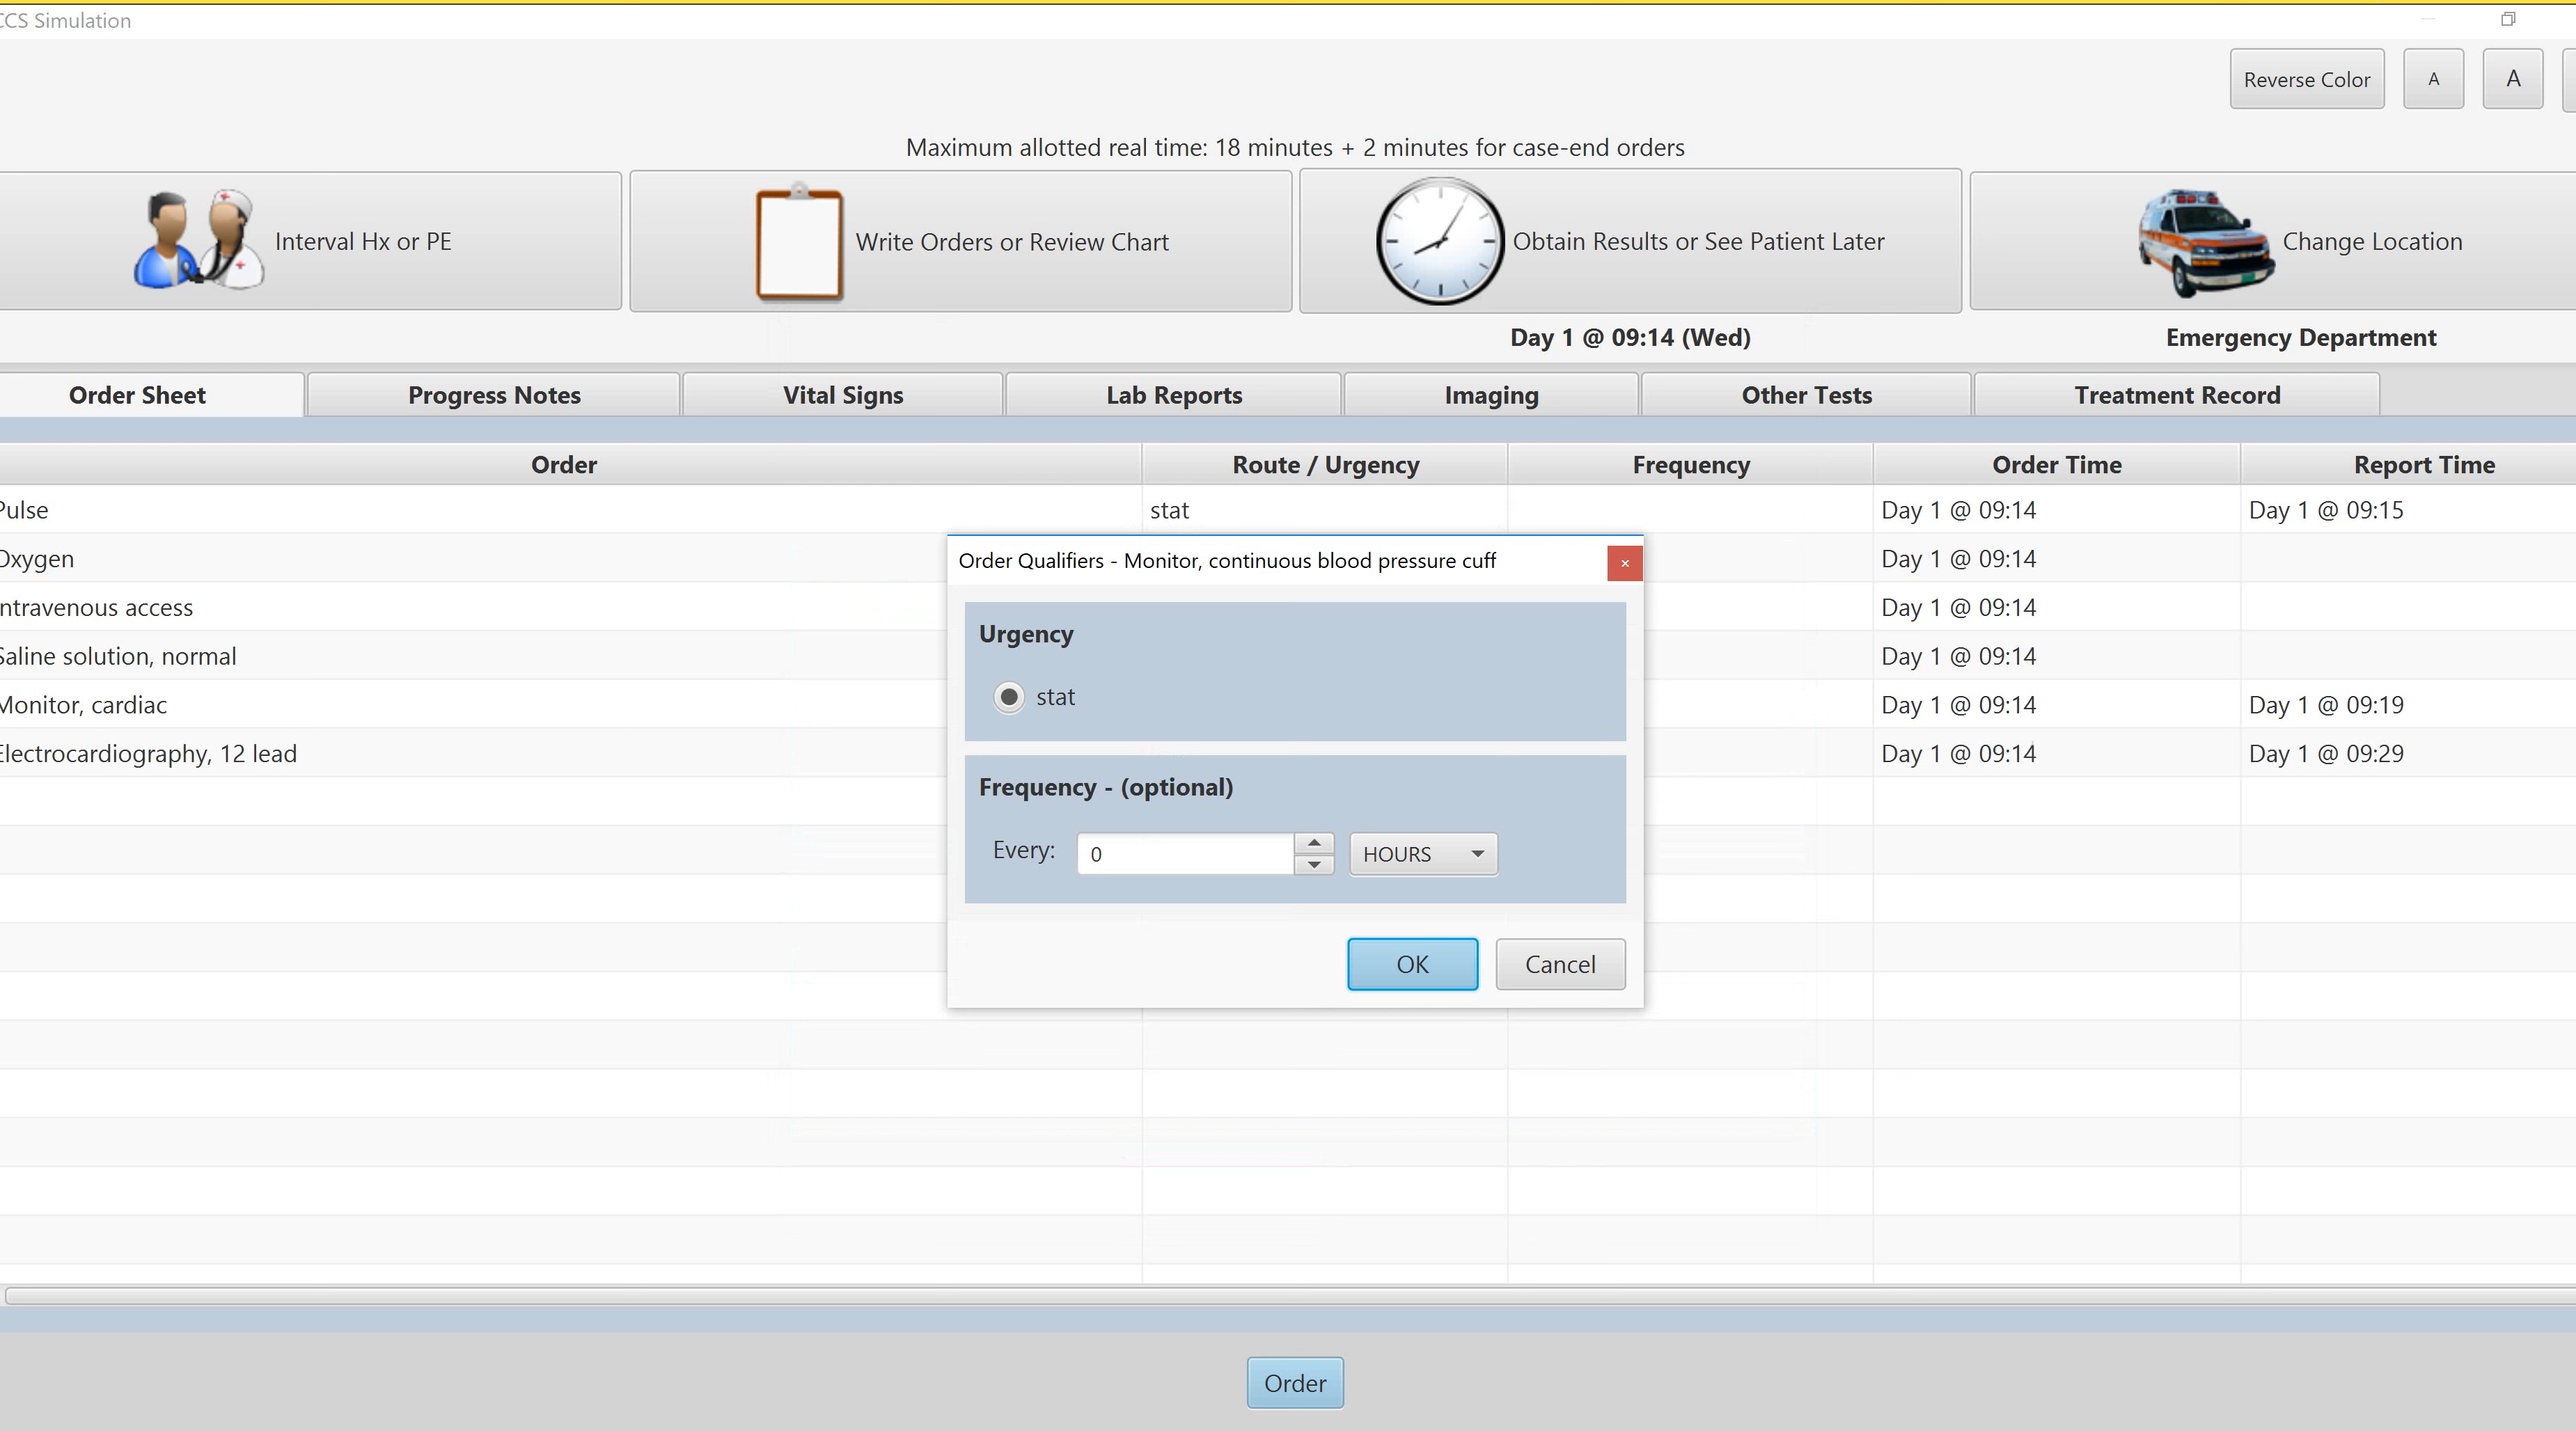 CCS Simulation
Reverse Color A A
Maximum allotted real time: 18 minutes + 2 minutes for case-end orders
Interval Hx or PE Write Orders or Review Chart Obtain Results or See Patient Later Change Location
Day 1 @ 09:14 (Wed) Emergency Department
Order Sheet Progress Notes Vital Signs Lab Reports Imaging Other Tests Treatment Record
Order Route / Urgency Frequency Order Time Report Time
Pulse stat Day 1 @ 09:14 Day 1 @ 09:15
Oxygen Day 1 @ 09:14
Intravenous access Day 1 @ 09:14
Saline solution, normal Day 1 @ 09:14
Monitor, cardiac Day 1 @ 09:14 Day 1 @ 09:19
Electrocardiography, 12 lead Day 1 @ 09:14 Day 1 @ 09:29
Order Qualifiers - Monitor, continuous blood pressure cuff
Urgency
stat
Frequency - (optional)
Every: 0 HOURS
OK Cancel
Order